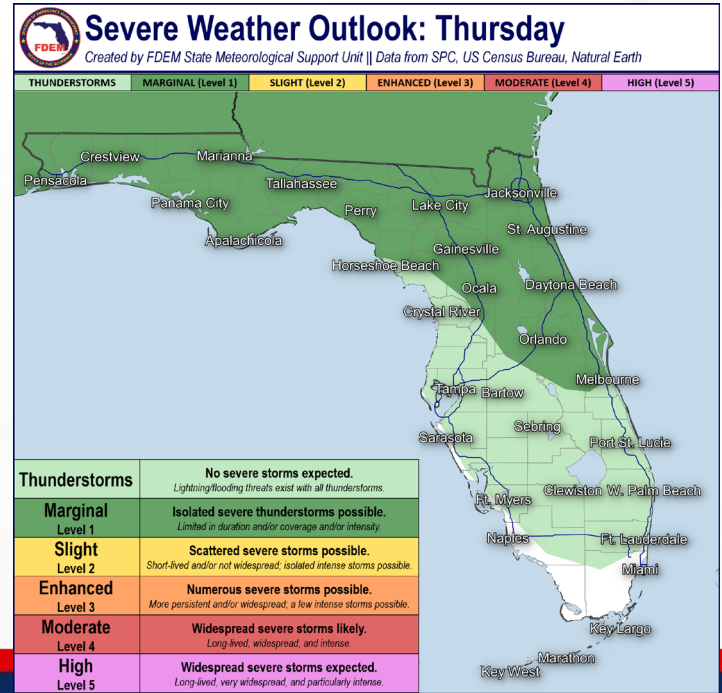 Severe Weather Outlook: Thursday
Created by FDEM State Meteorological Support Unit || Data from SPC, US Census Bureau, Natural Earth
FDEM
THUNDERSTORMS MARGINAL (Level 1) SLIGHT (Level 2) ENHANCED (Level 3) MODERATE (Level 4) HIGH (Level 5)
Crestview
Marianna
Pensacola
Tallahassee
Panama City
Apalachicola
Perry
Lake City
Jacksonville
St. Augustine
Gainesville
Horseshoe Beach
Ocala
Daytona Beach
Crystal River
Orlando
Melbourne
Tampa
Bartow
Sebring
Sarasota
Port St. Lucie
Ft. Myers
Clewiston
W. Palm Beach
Naples
Ft. Lauderdale
Miami
Key Largo
Marathon
Key West
Thunderstorms
No severe storms expected.
Lightning/flooding threats exist with all thunderstorms.
Marginal
Level 1
Isolated severe thunderstorms possible.
Limited in duration and/or coverage and/or intensity.
Slight
Level 2
Scattered severe storms possible.
Short-lived and/or not widespread; isolated intense storms possible.
Enhanced
Level 3
Numerous severe storms possible.
More persistent and/or widespread; a few intense storms possible.
Moderate
Level 4
Widespread severe storms likely.
Long-lived, widespread, and intense.
High
Level 5
Widespread severe storms expected.
Long-lived, very widespread, and particularly intense.